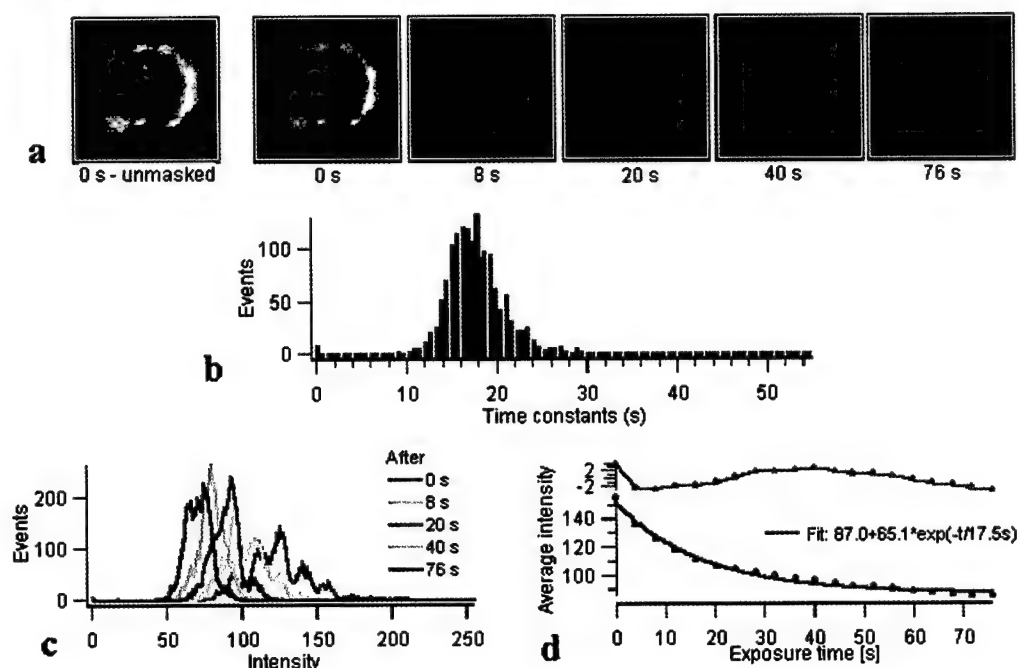 a
0 s - unmasked 0 s 8 s 20 s 40 s 76 s
b
Events
100
50
0
0 10 20 30 40 50
Time constants (s)
c
Events
200
100
0
0 50 100 150 200 250
Intensity
After
0 s
8 s
20 s
40 s
76 s
d
Average intensity
2
-2
140
120
100
Fit: 87.0+65.1*exp(-t/17.5s)
0 10 20 30 40 50 60 70
Exposure time [s]